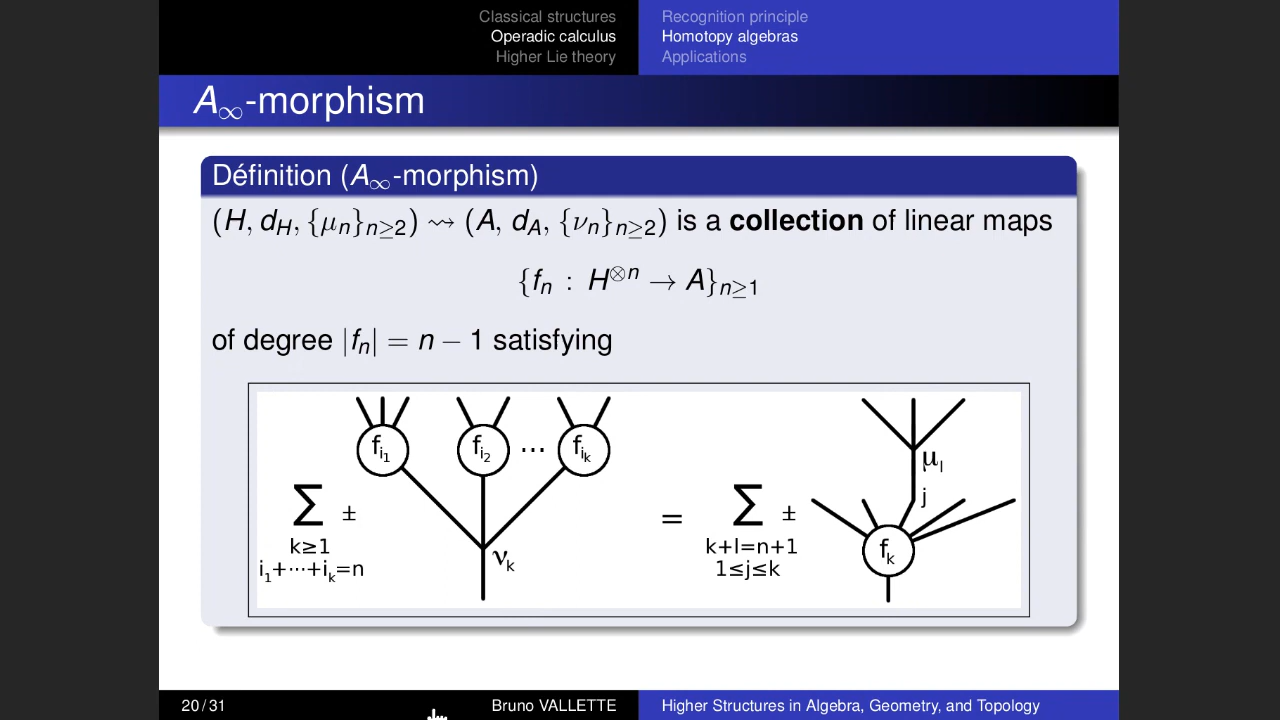 Classical structures
Operadic calculus
Higher Lie theory
Recognition principle
Homotopy algebras
Applications
A∞-morphism
Définition (A∞-morphism)
(H, d_H, {μ_n}_{n≥2}) ⇝ (A, d_A, {ν_n}_{n≥2}) is a collection of linear maps
{f_n : H^{⊗n} → A}_{n≥1}
of degree |f_n| = n − 1 satisfying
f_{i_1} f_{i_2} ⋯ f_{i_k}
∑ ±
k≥1
i_1+⋯+i_k=n
ν_k
=
∑ ±
k+l=n+1
1≤j≤k
μ_l
j
f_k
20/31
Bruno VALLETTE
Higher Structures in Algebra, Geometry, and Topology